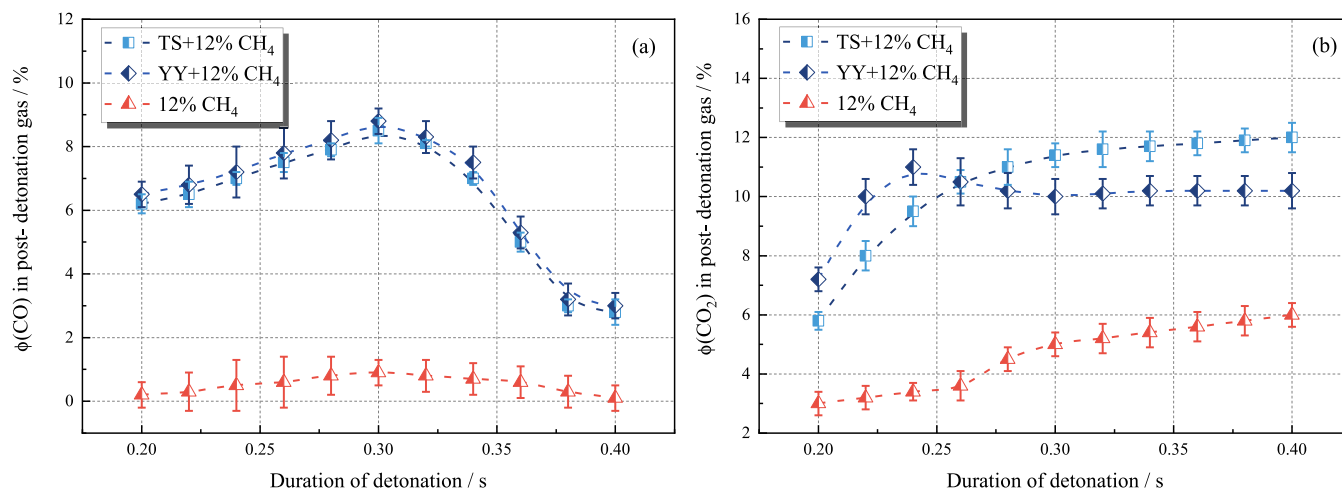 TS+12% CH4
YY+12% CH4
12% CH4
(a)
12
10
8
6
4
2
0
0.20
0.25
0.30
0.35
0.40
ϕ(CO) in post- detonation gas / %
Duration of detonation / s
TS+12% CH4
YY+12% CH4
12% CH4
(b)
16
14
12
10
8
6
4
2
0.20
0.25
0.30
0.35
0.40
ϕ(CO2) in post- detonation gas / %
Duration of detonation / s